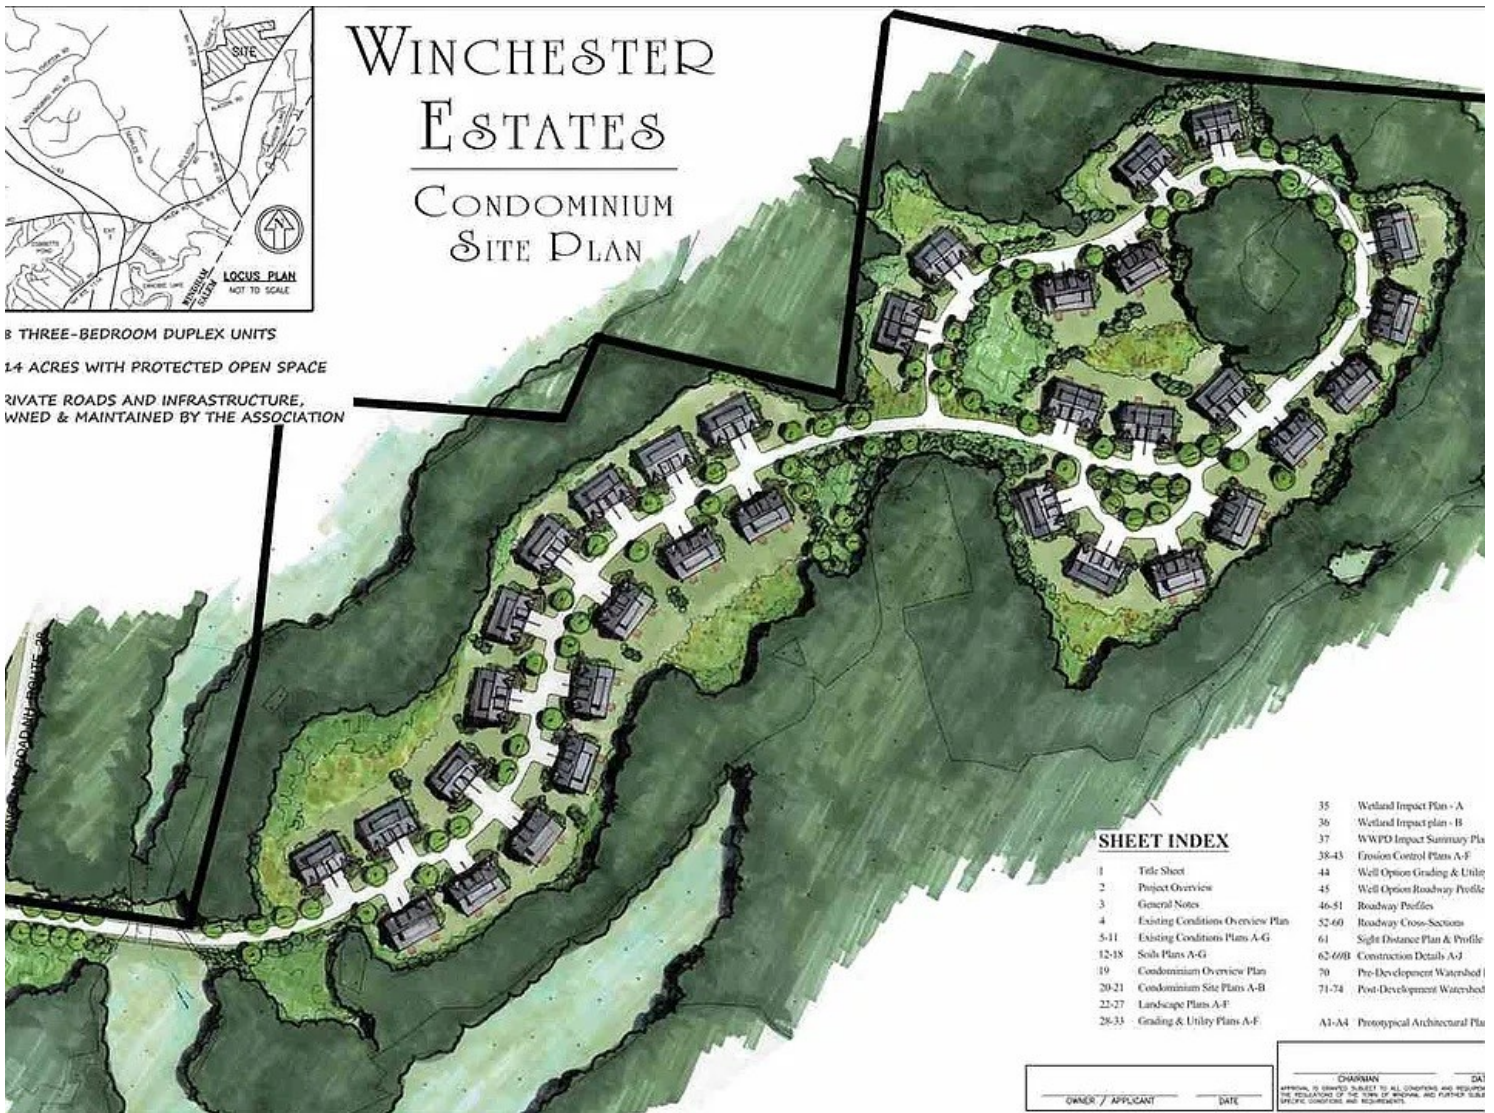 WINCHESTER
ESTATES
CONDOMINIUM
SITE PLAN
SITE
LOCUS PLAN
NOT TO SCALE
WINDHAM
SALEM
8 THREE-BEDROOM DUPLEX UNITS
14 ACRES WITH PROTECTED OPEN SPACE
RIVATE ROADS AND INFRASTRUCTURE,
WNED & MAINTAINED BY THE ASSOCIATION
SHEET INDEX
1 Title Sheet
2 Project Overview
3 General Notes
4 Existing Conditions Overview Plan
5-11 Existing Conditions Plans A-G
12-18 Soils Plans A-G
19 Condominium Overview Plan
20-21 Condominium Site Plans A-B
22-27 Landscape Plans A-F
28-33 Grading & Utility Plans A-F
35 Wetland Impact Plan - A
36 Wetland Impact plan - B
37 WWPD Impact Summary Pla
38-43 Erosion Control Plans A-F
44 Well Option Grading & Utility
45 Well Option Roadway Profile
46-51 Roadway Profiles
52-60 Roadway Cross-Sections
61 Sight Distance Plan & Profile
62-69B Construction Details A-J
70 Pre-Development Watershed
71-74 Post-Development Watershed
A1-A4 Prototypical Architectural Pla
OWNER / APPLICANT DATE
CHAIRMAN DAT